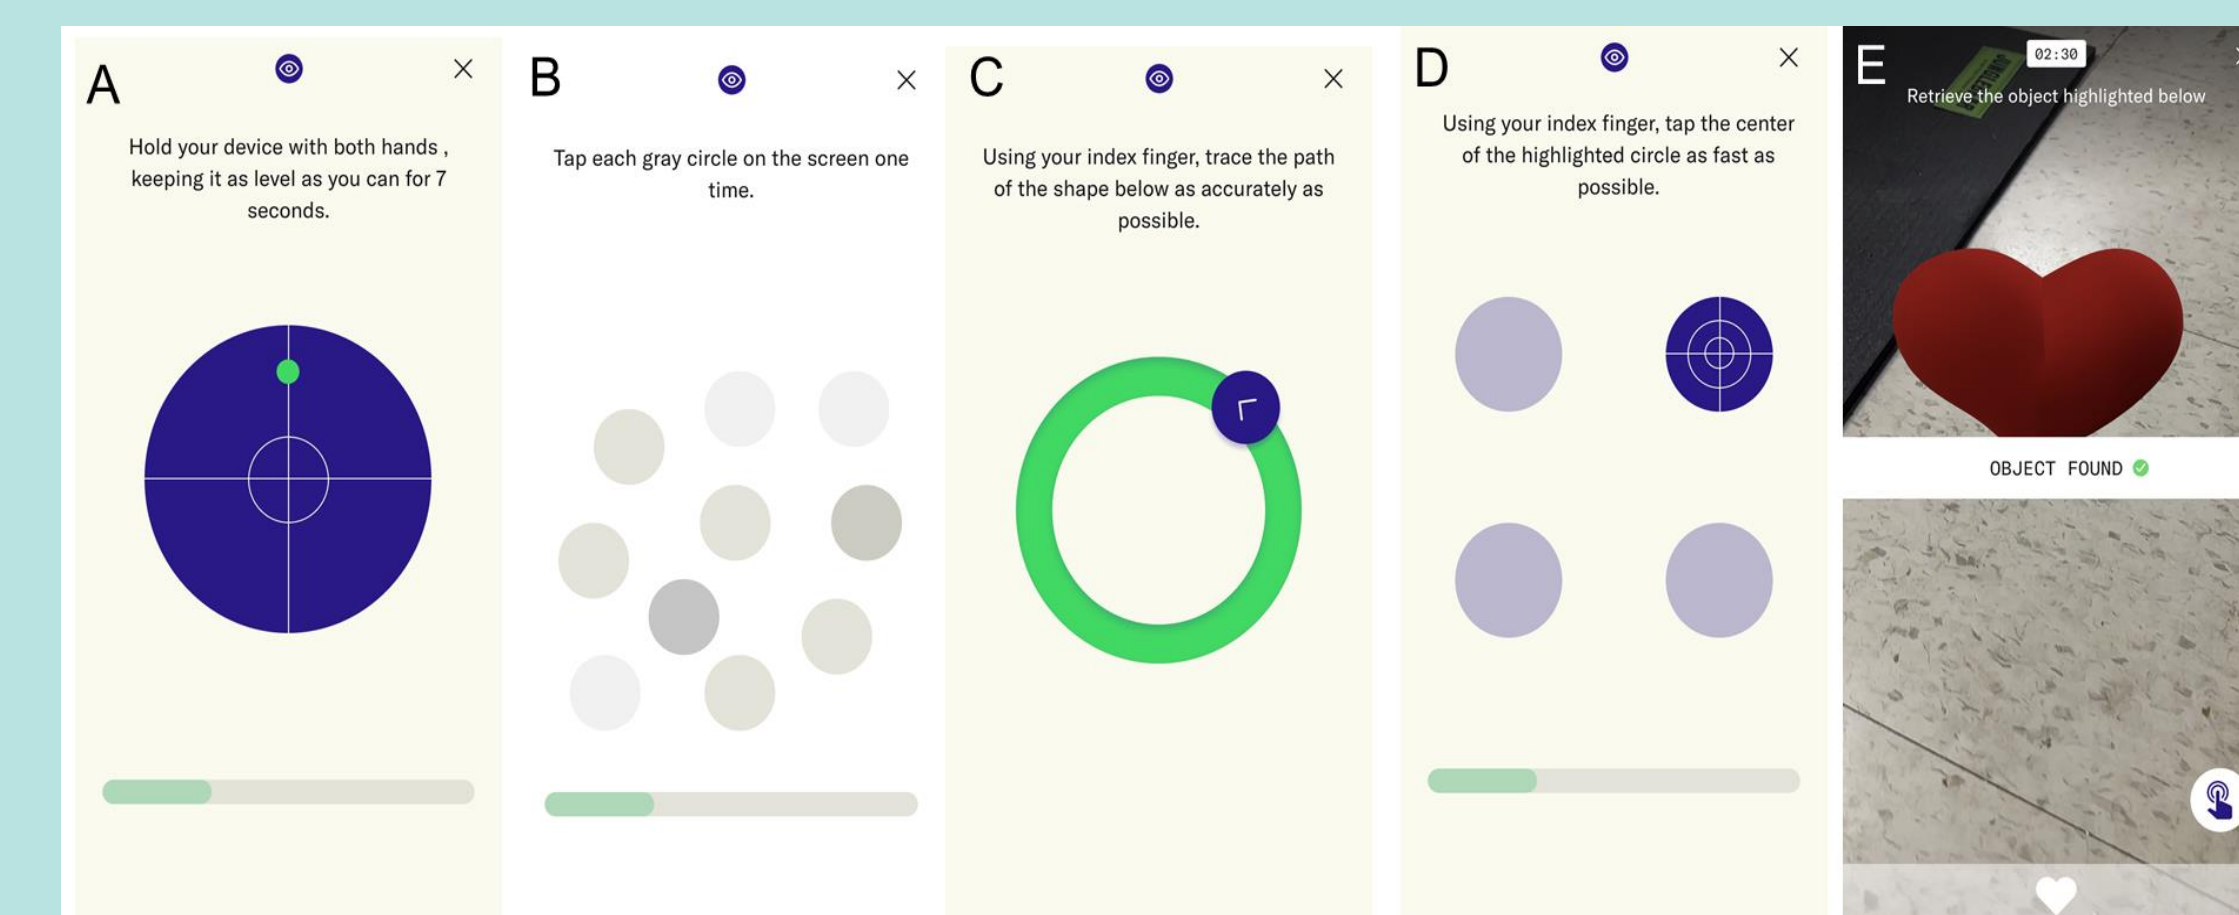 A
Hold your device with both hands ,
keeping it as level as you can for 7
seconds.
B
Tap each gray circle on the screen one
time.
C
Using your index finger, trace the path
of the shape below as accurately as
possible.
D
Using your index finger, tap the center
of the highlighted circle as fast as
possible.
E
02:30
Retrieve the object highlighted below
OBJECT FOUND